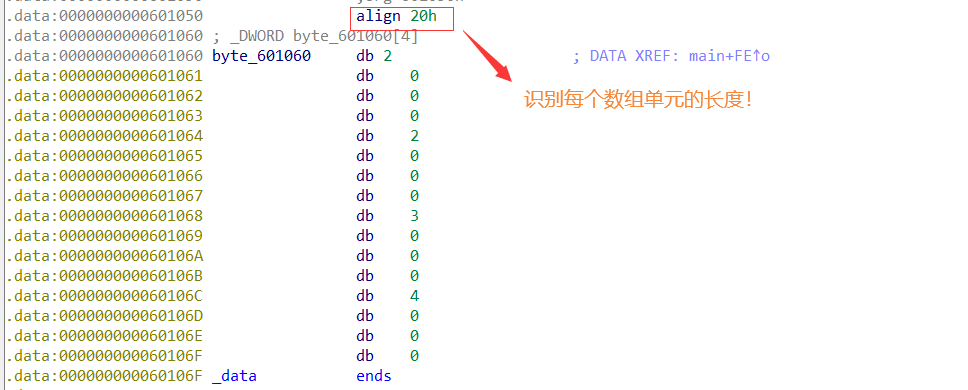 .data:0000000000601050 align 20h
.data:0000000000601060 ; _DWORD byte_601060[4]
.data:0000000000601060 byte_601060 db 2 ; DATA XREF: main+FE↑o
.data:0000000000601061 db 0
.data:0000000000601062 db 0
识别每个数组单元的长度!
.data:0000000000601063 db 0
.data:0000000000601064 db 2
.data:0000000000601065 db 0
.data:0000000000601066 db 0
.data:0000000000601067 db 0
.data:0000000000601068 db 3
.data:0000000000601069 db 0
.data:000000000060106A db 0
.data:000000000060106B db 0
.data:000000000060106C db 4
.data:000000000060106D db 0
.data:000000000060106E db 0
.data:000000000060106F db 0
.data:000000000060106F _data ends